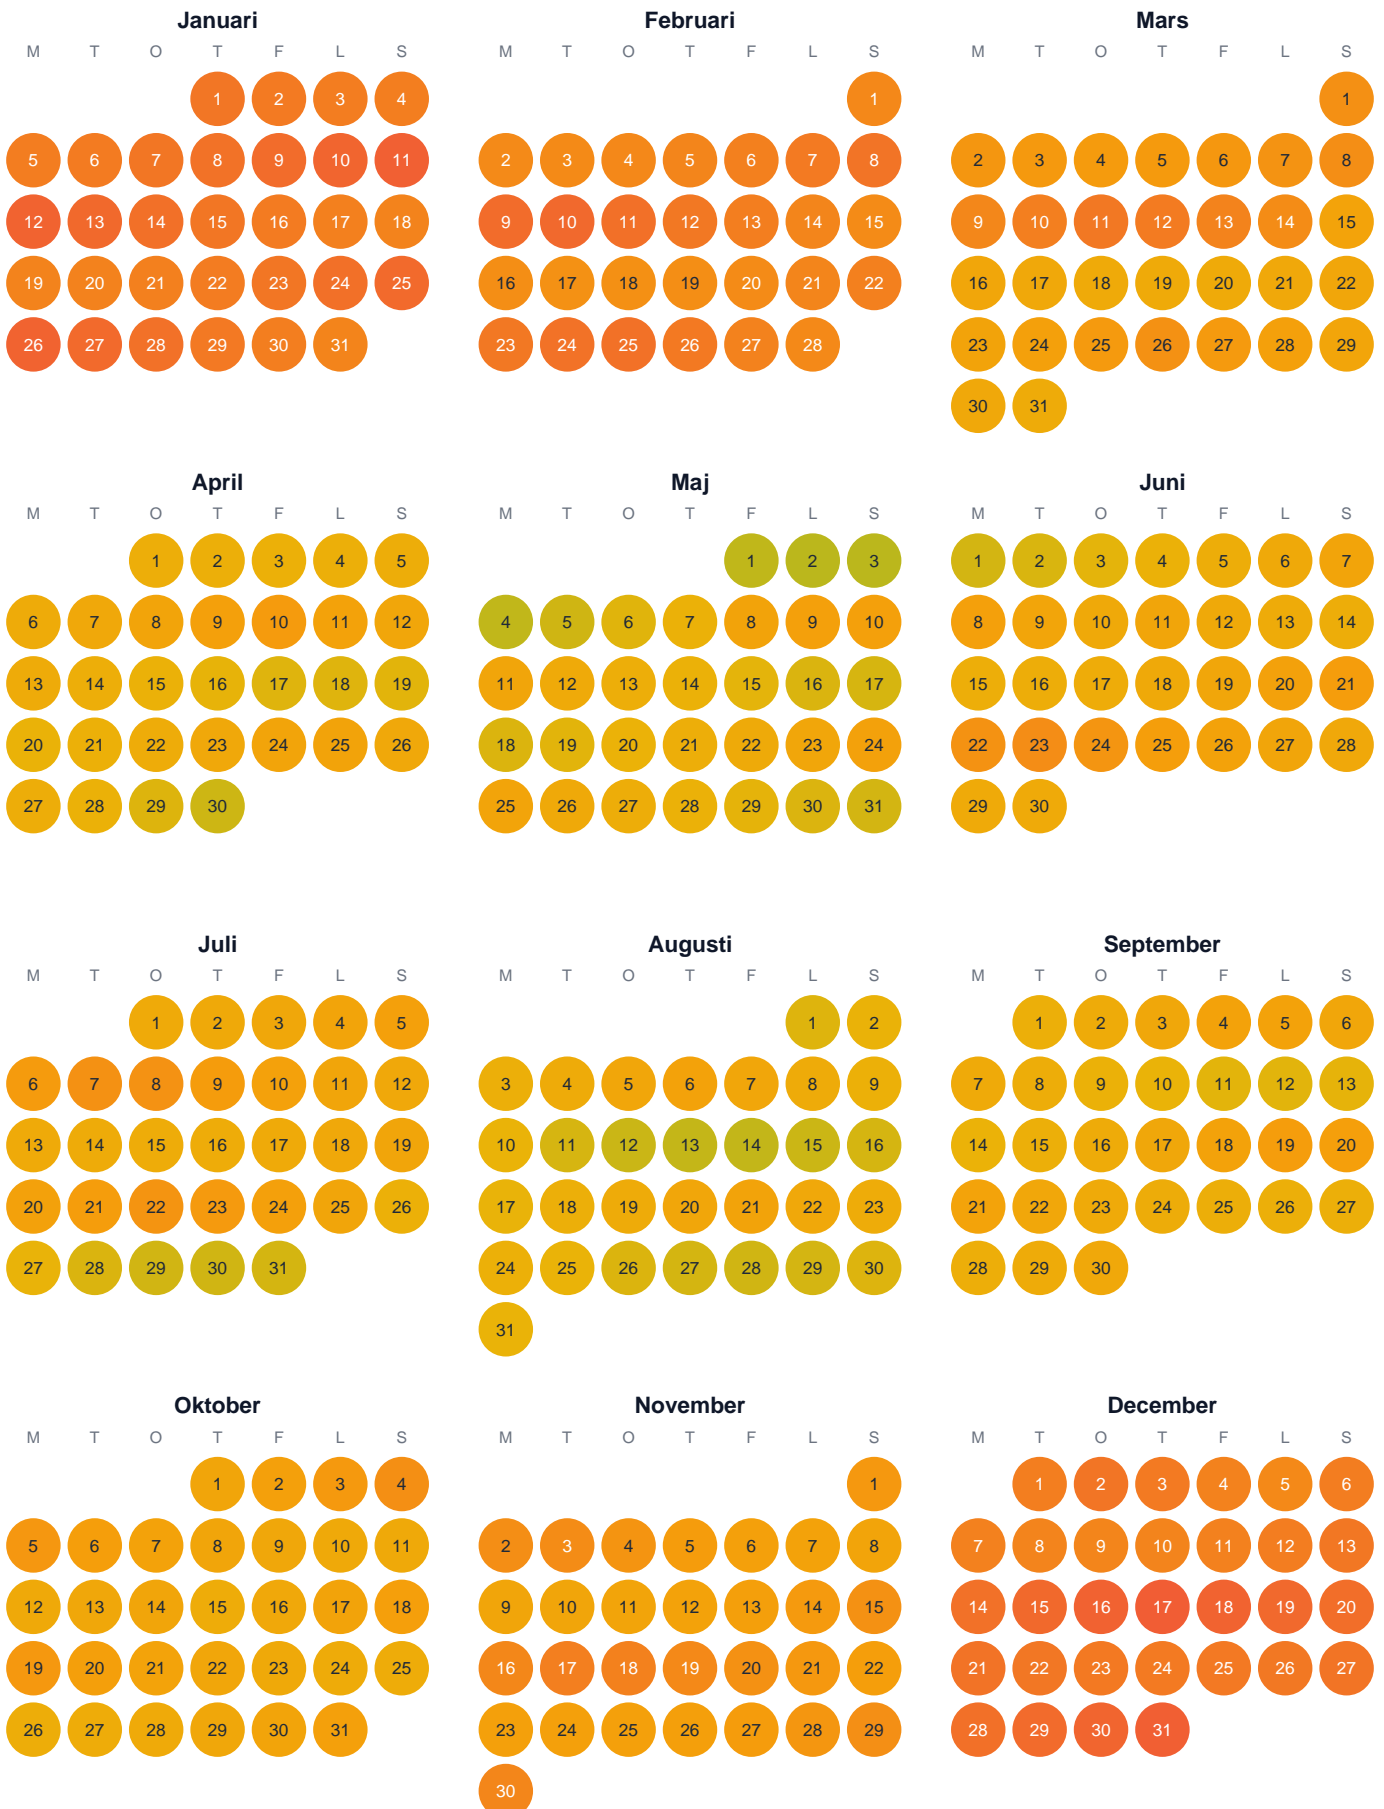 Januari
M T O T F L S
1 2 3 4
5 6 7 8 9 10 11
12 13 14 15 16 17 18
19 20 21 22 23 24 25
26 27 28 29 30 31
Februari
M T O T F L S
1
2 3 4 5 6 7 8
9 10 11 12 13 14 15
16 17 18 19 20 21 22
23 24 25 26 27 28
Mars
M T O T F L S
1
2 3 4 5 6 7 8
9 10 11 12 13 14 15
16 17 18 19 20 21 22
23 24 25 26 27 28 29
30 31
April
M T O T F L S
1 2 3 4 5
6 7 8 9 10 11 12
13 14 15 16 17 18 19
20 21 22 23 24 25 26
27 28 29 30
Maj
M T O T F L S
1 2 3
4 5 6 7 8 9 10
11 12 13 14 15 16 17
18 19 20 21 22 23 24
25 26 27 28 29 30 31
Juni
M T O T F L S
1 2 3 4 5 6 7
8 9 10 11 12 13 14
15 16 17 18 19 20 21
22 23 24 25 26 27 28
29 30
Juli
M T O T F L S
1 2 3 4 5
6 7 8 9 10 11 12
13 14 15 16 17 18 19
20 21 22 23 24 25 26
27 28 29 30 31
Augusti
M T O T F L S
1 2
3 4 5 6 7 8 9
10 11 12 13 14 15 16
17 18 19 20 21 22 23
24 25 26 27 28 29 30
31
September
M T O T F L S
1 2 3 4 5 6
7 8 9 10 11 12 13
14 15 16 17 18 19 20
21 22 23 24 25 26 27
28 29 30
Oktober
M T O T F L S
1 2 3 4
5 6 7 8 9 10 11
12 13 14 15 16 17 18
19 20 21 22 23 24 25
26 27 28 29 30 31
November
M T O T F L S
1
2 3 4 5 6 7 8
9 10 11 12 13 14 15
16 17 18 19 20 21 22
23 24 25 26 27 28 29
30
December
M T O T F L S
1 2 3 4 5 6
7 8 9 10 11 12 13
14 15 16 17 18 19 20
21 22 23 24 25 26 27
28 29 30 31